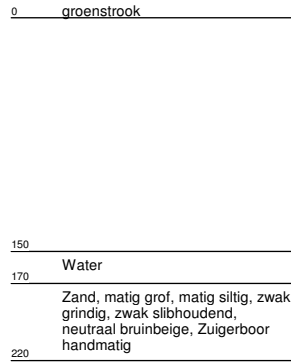 0 groenstrook
150
Water
170
Zand, matig grof, matig siltig, zwak
grindig, zwak slibhoudend,
neutraal bruinbeige, Zuigerboor
handmatig
220